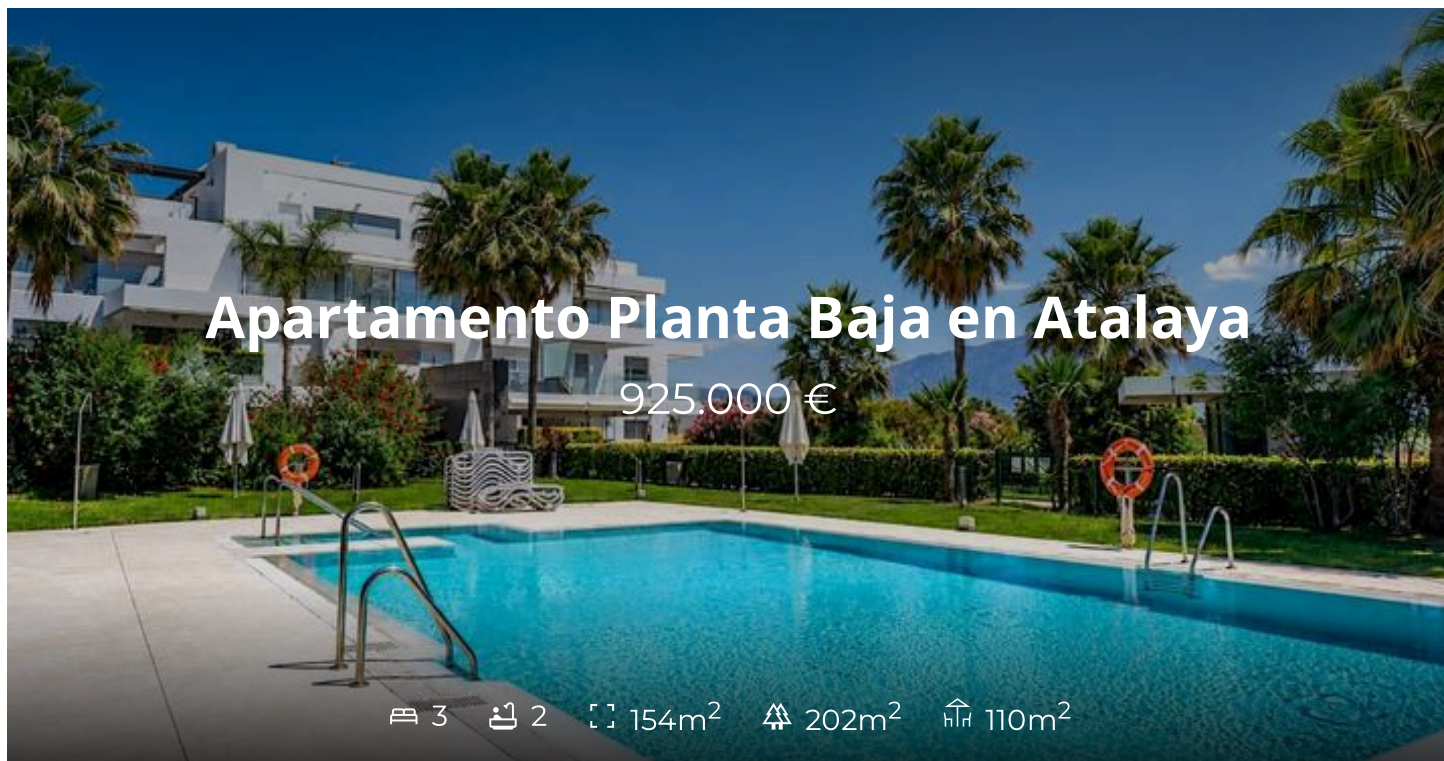 Apartamento Planta Baja en Atalaya
925.000 €
3 2 154m² 202m² 110m²